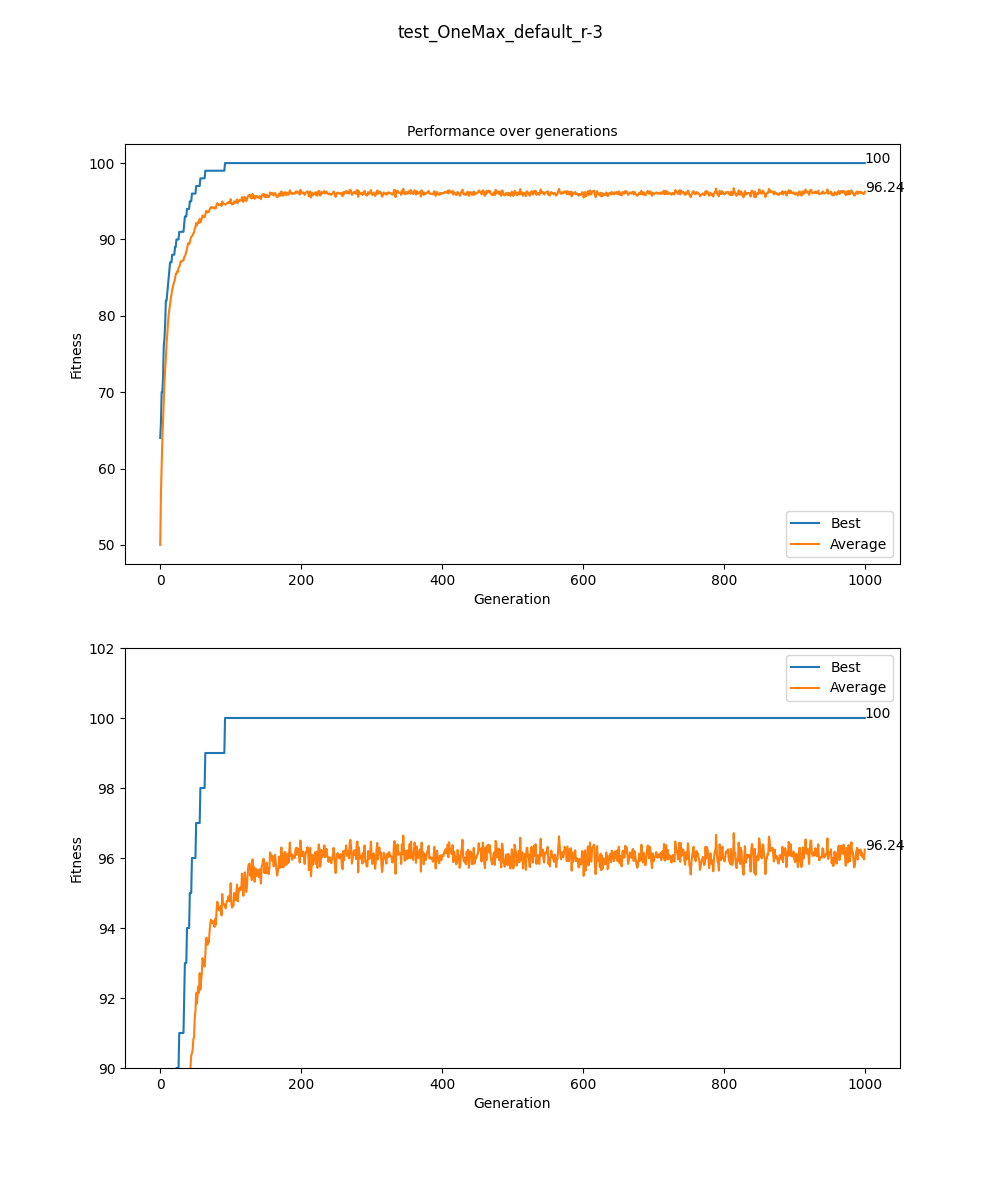 test_OneMax_default_r-3
Performance over generations
100
96.24
100
90
80
70
60
50
Fitness
Best
Average
0 200 400 600 800 1000
Generation
102
100
98
96
94
92
90
Fitness
Best
Average
100
96.24
0 200 400 600 800 1000
Generation